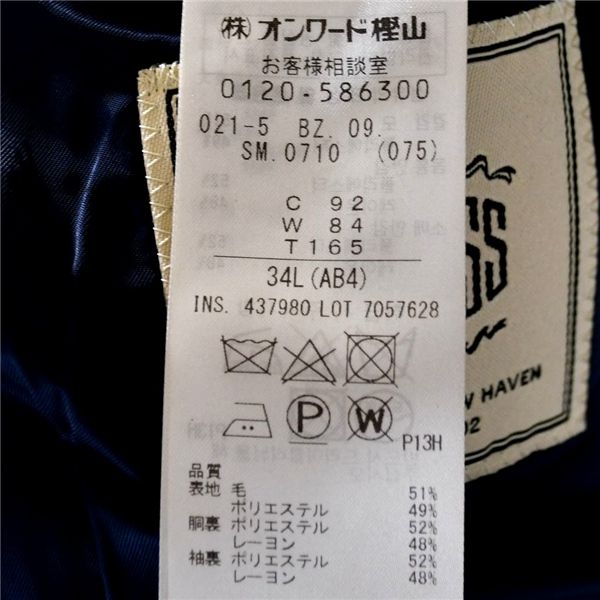 (株)オンワード樫山
お客様相談室
0120-586300
021-5 BZ. 09.
SM. 0710 (075)
C 92
W 84
T 165
34L (AB4)
INS. 437980 LOT 7057628
P W P13H
品質
表地 毛 51%
ポリエステル 49%
胴裏 ポリエステル 52%
レーヨン 48%
袖裏 ポリエステル 52%
レーヨン 48%
HAVEN